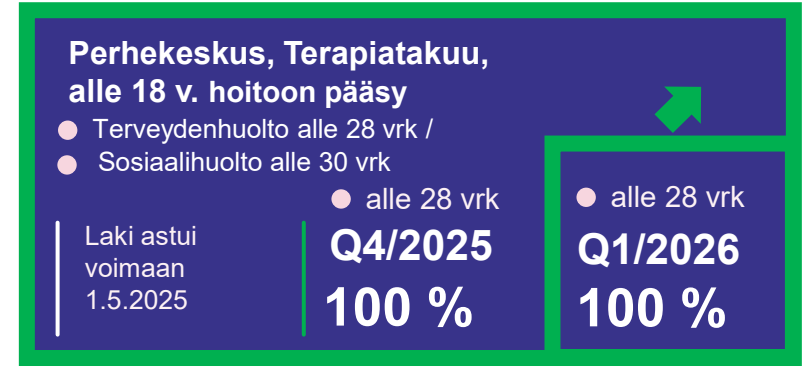 Perhekeskus, Terapiatakuu,
alle 18 v. hoitoon pääsy
Terveydenhuolto alle 28 vrk /
Sosiaalihuolto alle 30 vrk
Laki astui
voimaan
1.5.2025
alle 28 vrk
Q4/2025
100 %
alle 28 vrk
Q1/2026
100 %